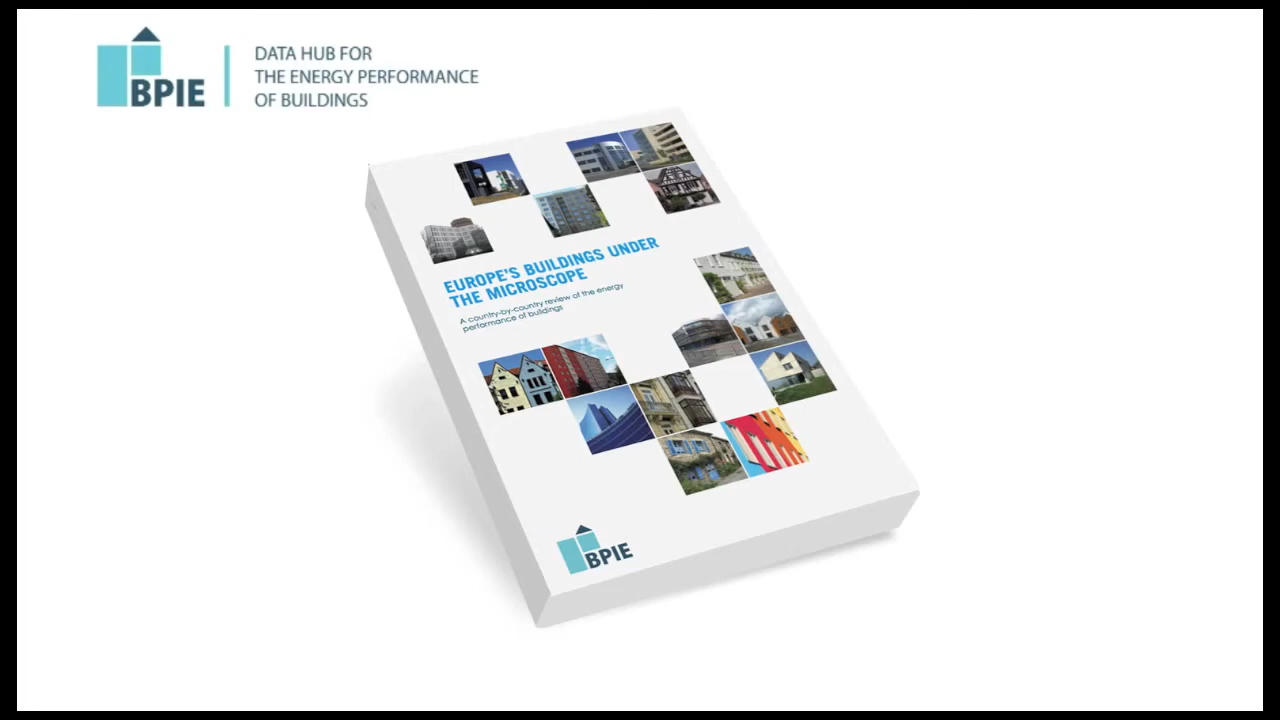 BPIE
DATA HUB FOR
THE ENERGY PERFORMANCE
OF BUILDINGS
EUROPE'S BUILDINGS UNDER
THE MICROSCOPE
A country-by-country review of the energy
performance of buildings
BPIE